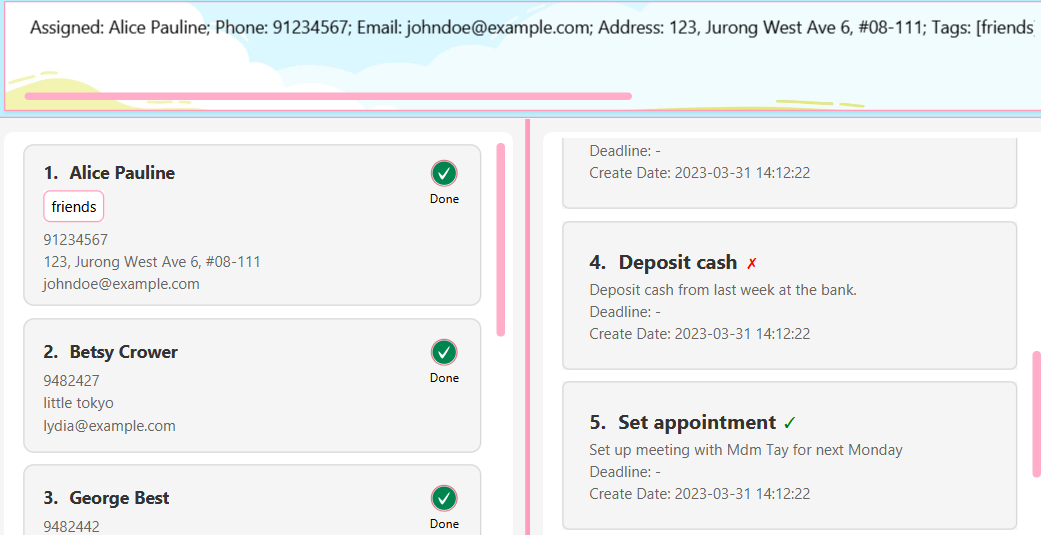 Assigned: Alice Pauline; Phone: 91234567; Email: johndoe@example.com; Address: 123, Jurong West Ave 6, #08-111; Tags: [friends
1. Alice Pauline
Done
friends
91234567
123, Jurong West Ave 6, #08-111
johndoe@example.com
2. Betsy Crower
Done
9482427
little tokyo
lydia@example.com
3. George Best
Done
9482442
Deadline: -
Create Date: 2023-03-31 14:12:22
4. Deposit cash ✗
Deposit cash from last week at the bank.
Deadline: -
Create Date: 2023-03-31 14:12:22
5. Set appointment ✓
Set up meeting with Mdm Tay for next Monday
Deadline: -
Create Date: 2023-03-31 14:12:22